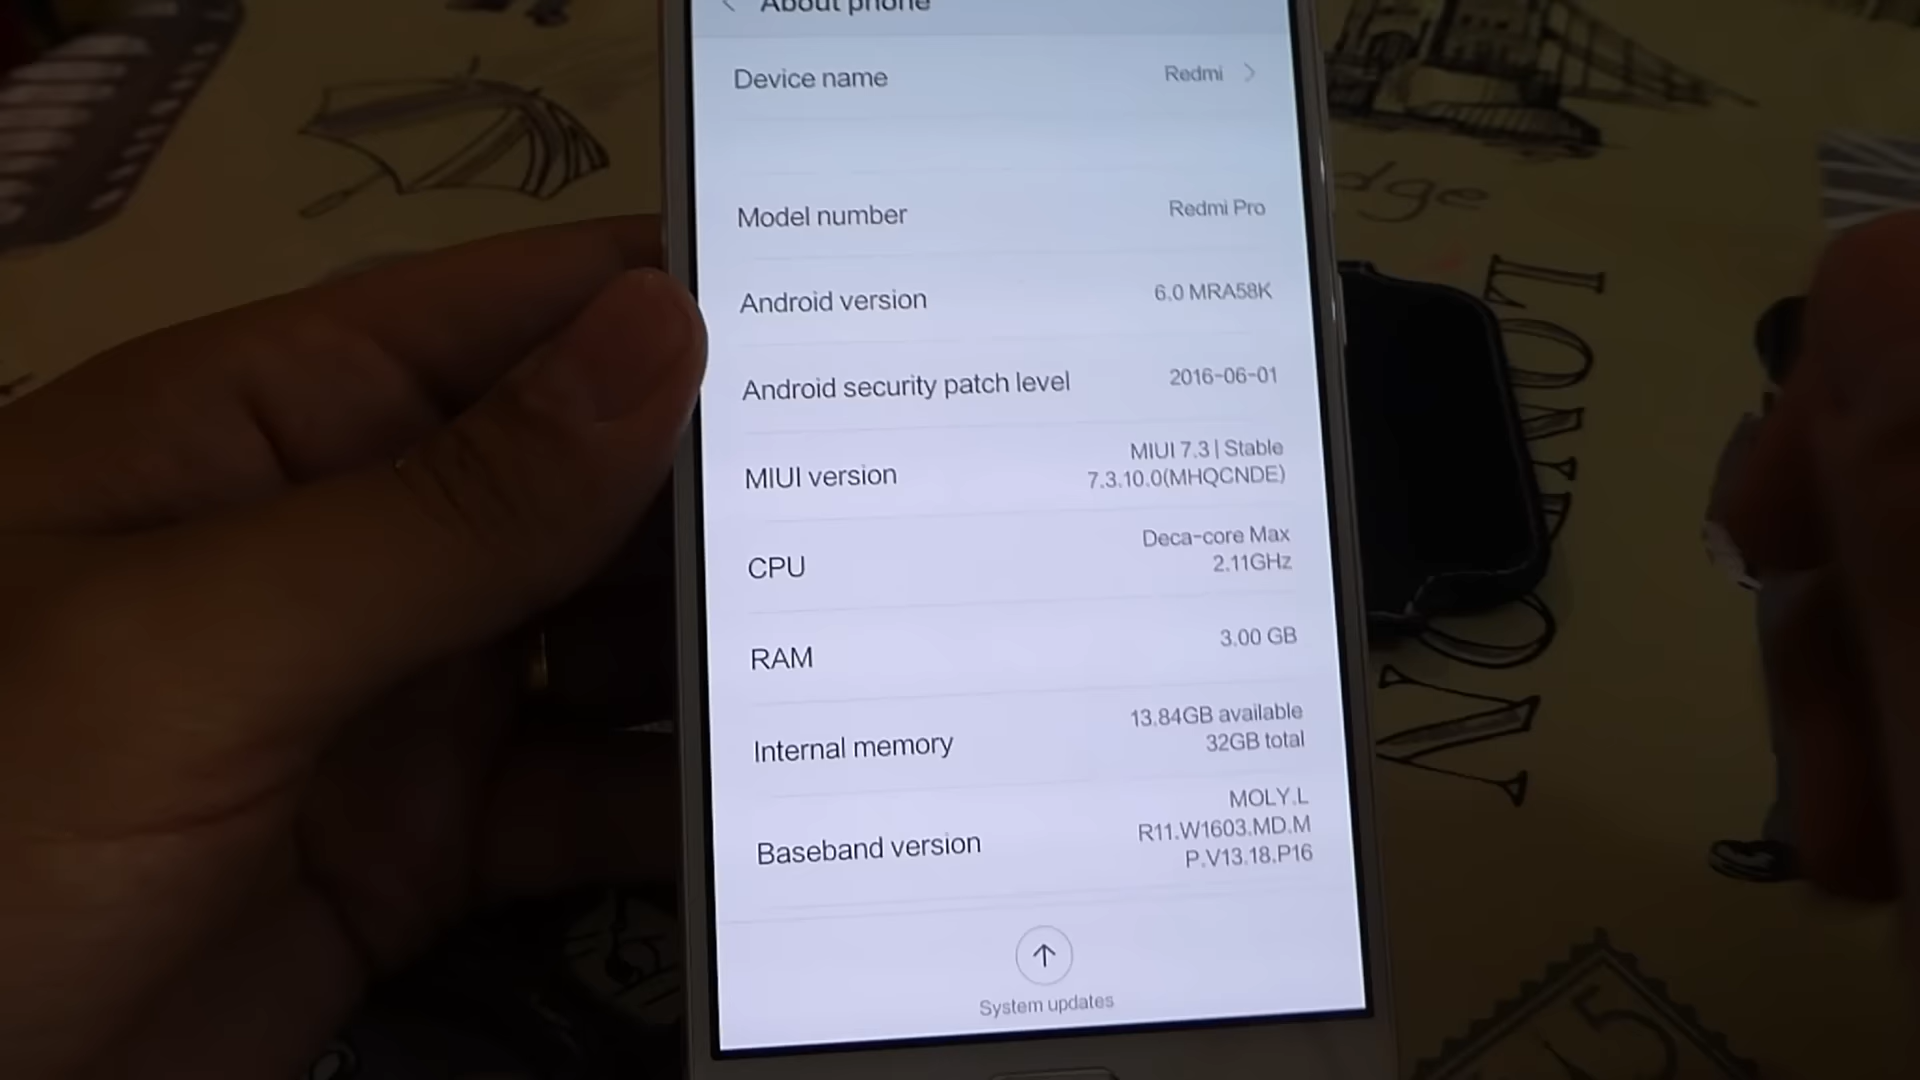 About phone
Device name
Redmi
Model number
Redmi Pro
Android version
6.0 MRA58K
Android security patch level
2016-06-01
MIUI version
MIUI 7.3 | Stable
7.3.10.0(MHQCNDE)
CPU
Deca-core Max
2.11GHz
RAM
3.00 GB
Internal memory
13.84GB available
32GB total
Baseband version
MOLY.L
R11.W1603.MD.M
P.V13.18.P16
System updates
dge